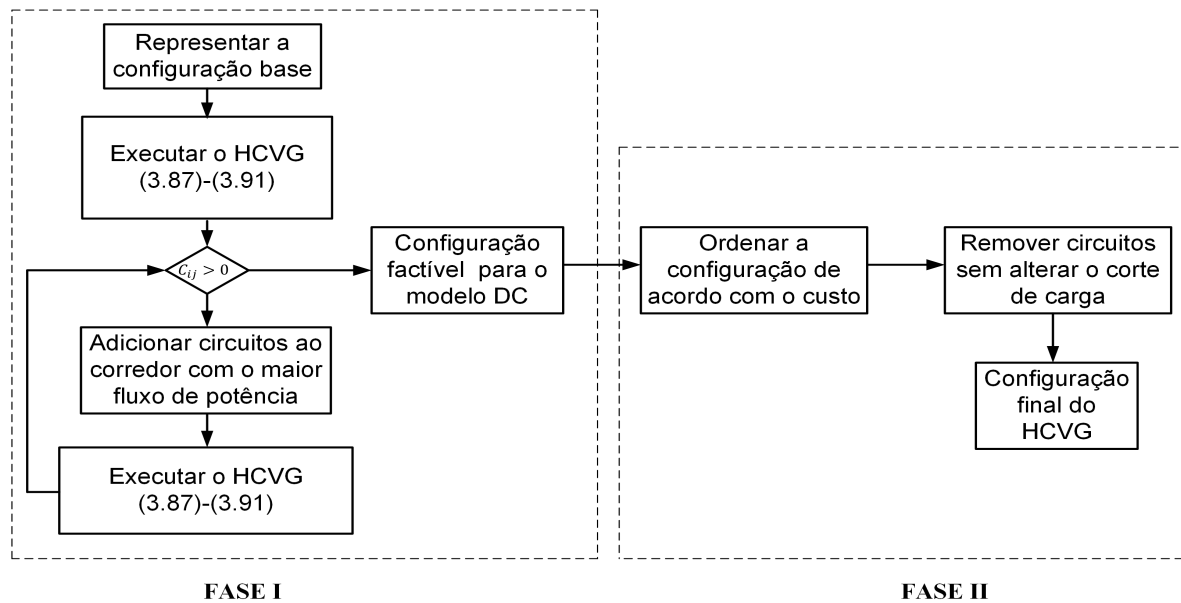 Representar a
configuração base
Executar o HCVG
(3.87)-(3.91)
C_{ij} > 0
Adicionar circuitos ao
corredor com o maior
fluxo de potência
Executar o HCVG
(3.87)-(3.91)
Configuração
factível para o
modelo DC
Ordenar a
configuração de
acordo com o custo
Remover circuitos
sem alterar o corte
de carga
Configuração
final do
HCVG
FASE I
FASE II